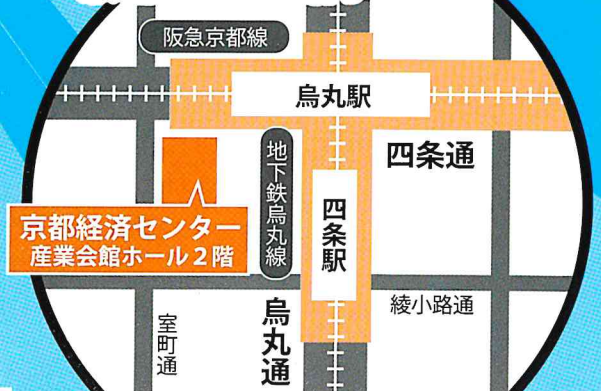 阪急京都線
烏丸駅
四条通
地下鉄烏丸線
四条駅
京都経済センター
産業会館ホール2階
綾小路通
室町通
烏丸通